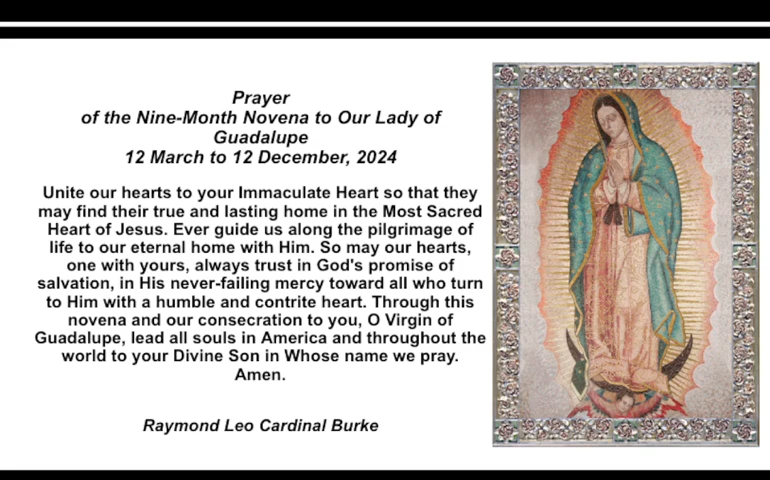 Prayer
of the Nine-Month Novena to Our Lady of
Guadalupe
12 March to 12 December, 2024
Unite our hearts to your Immaculate Heart so that they
may find their true and lasting home in the Most Sacred
Heart of Jesus. Ever guide us along the pilgrimage of
life to our eternal home with Him. So may our hearts,
one with yours, always trust in God's promise of
salvation, in His never-failing mercy toward all who turn
to Him with a humble and contrite heart. Through this
novena and our consecration to you, O Virgin of
Guadalupe, lead all souls in America and throughout the
world to your Divine Son in Whose name we pray.
Amen.
Raymond Leo Cardinal Burke